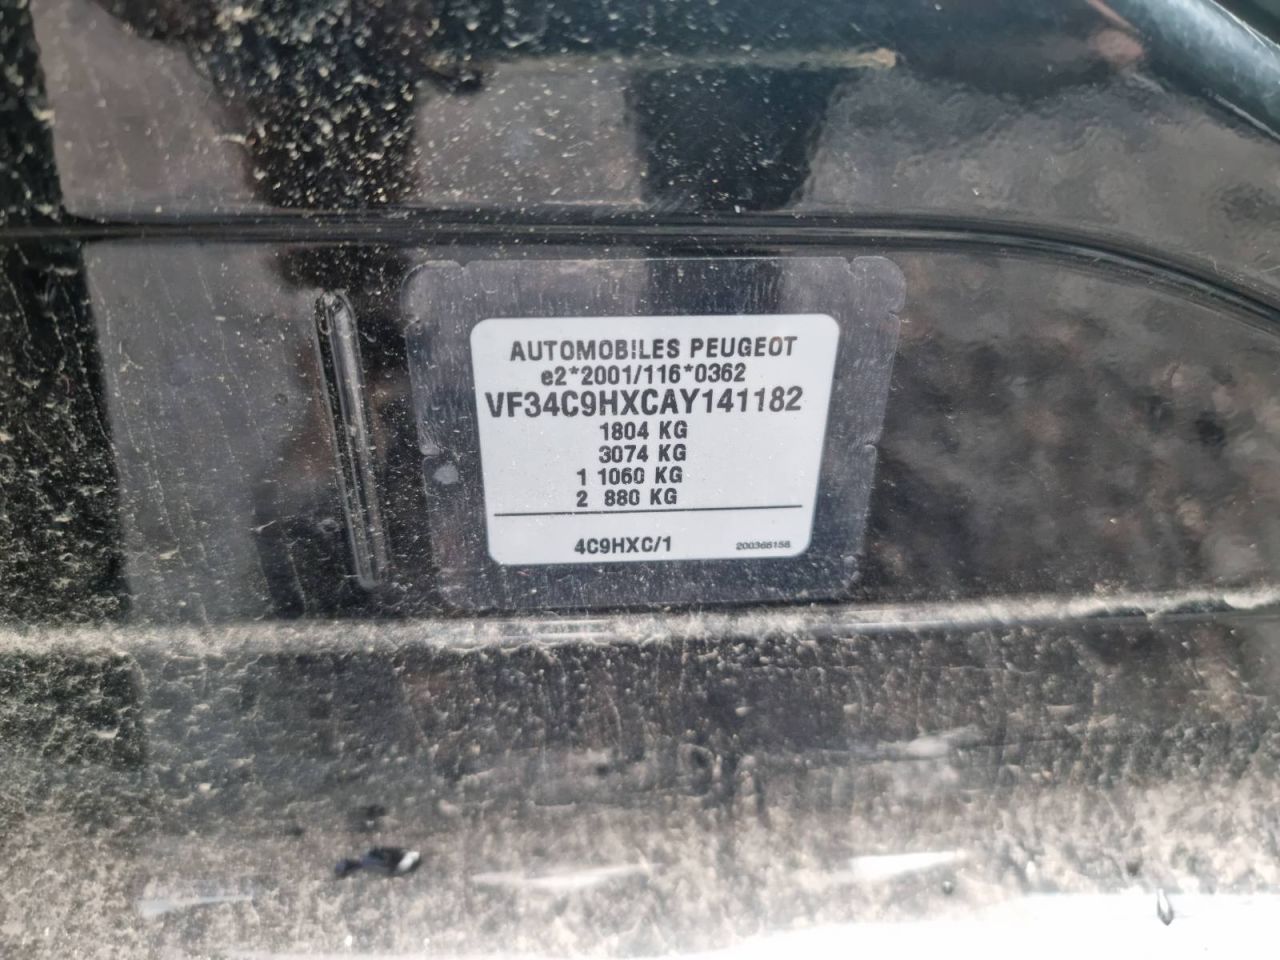 AUTOMOBILES PEUGEOT
e2*2001/116*0362
VF34C9HXCAY141182
1804 KG
3074 KG
1 1060 KG
2 880 KG
4C9HXC/1
200366158